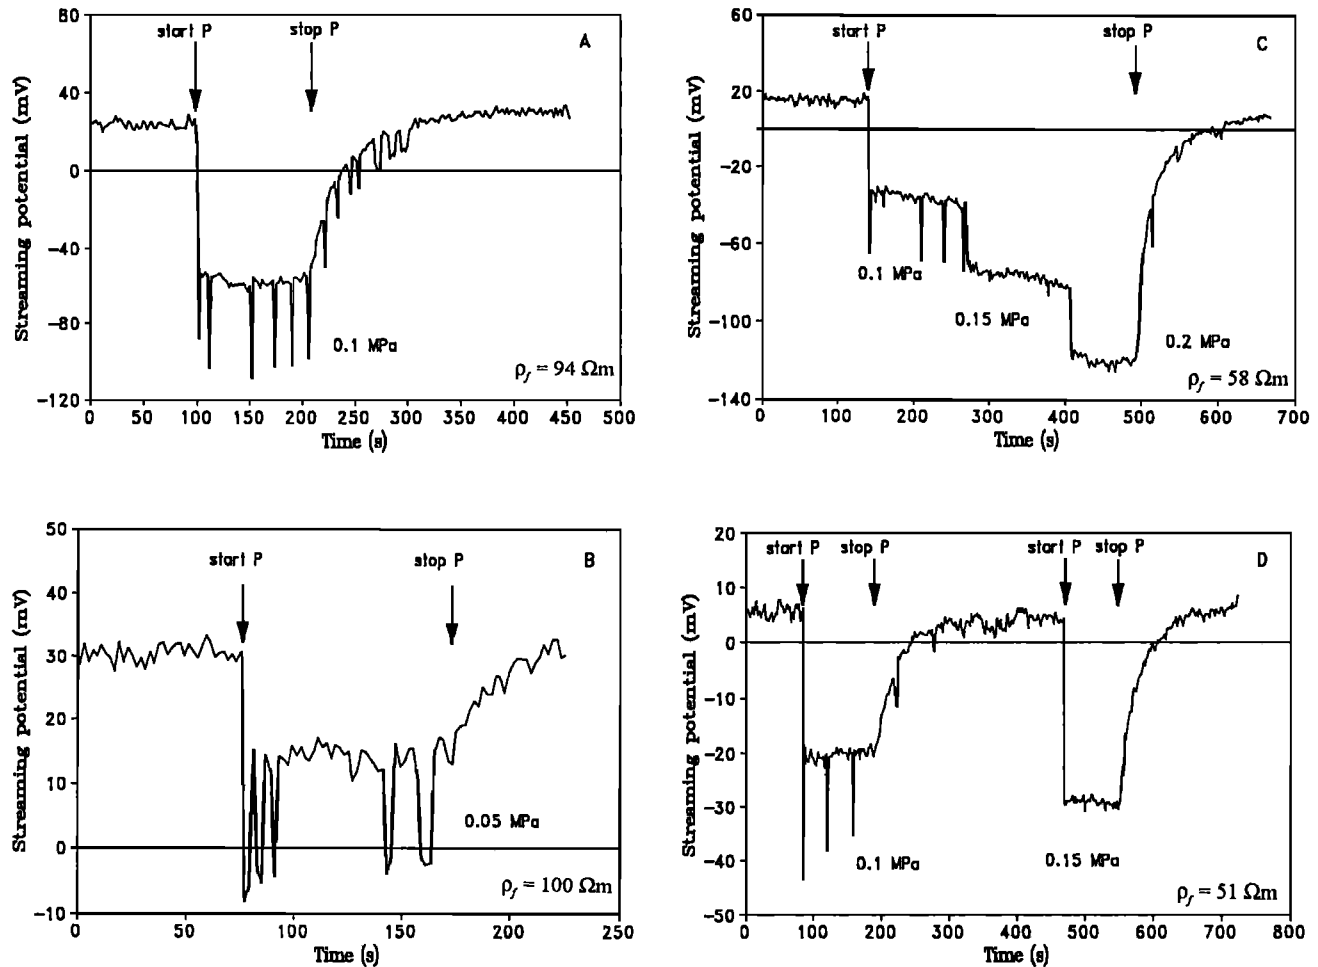 80
start P
stop P
A
40
0
-40
-80
-120
Streaming potential (mV)
0.1 MPa
ρf = 94 Ωm
0 50 100 150 200 250 300 350 400 450 500
Time (s)
60
start P
stop P
C
20
-20
-60
-100
-140
Streaming potential (mV)
0.1 MPa
0.15 MPa
0.2 MPa
ρf = 58 Ωm
0 100 200 300 400 500 600 700
Time (s)
50
start P
stop P
B
40
30
20
10
0
-10
Streaming potential (mV)
0.05 MPa
ρf = 100 Ωm
0 50 100 150 200 250
Time (s)
20
start P stop P start P stop P
D
10
0
-10
-20
-30
-40
-50
Streaming potential (mV)
0.1 MPa
0.15 MPa
ρf = 51 Ωm
0 100 200 300 400 500 600 700 800
Time (s)